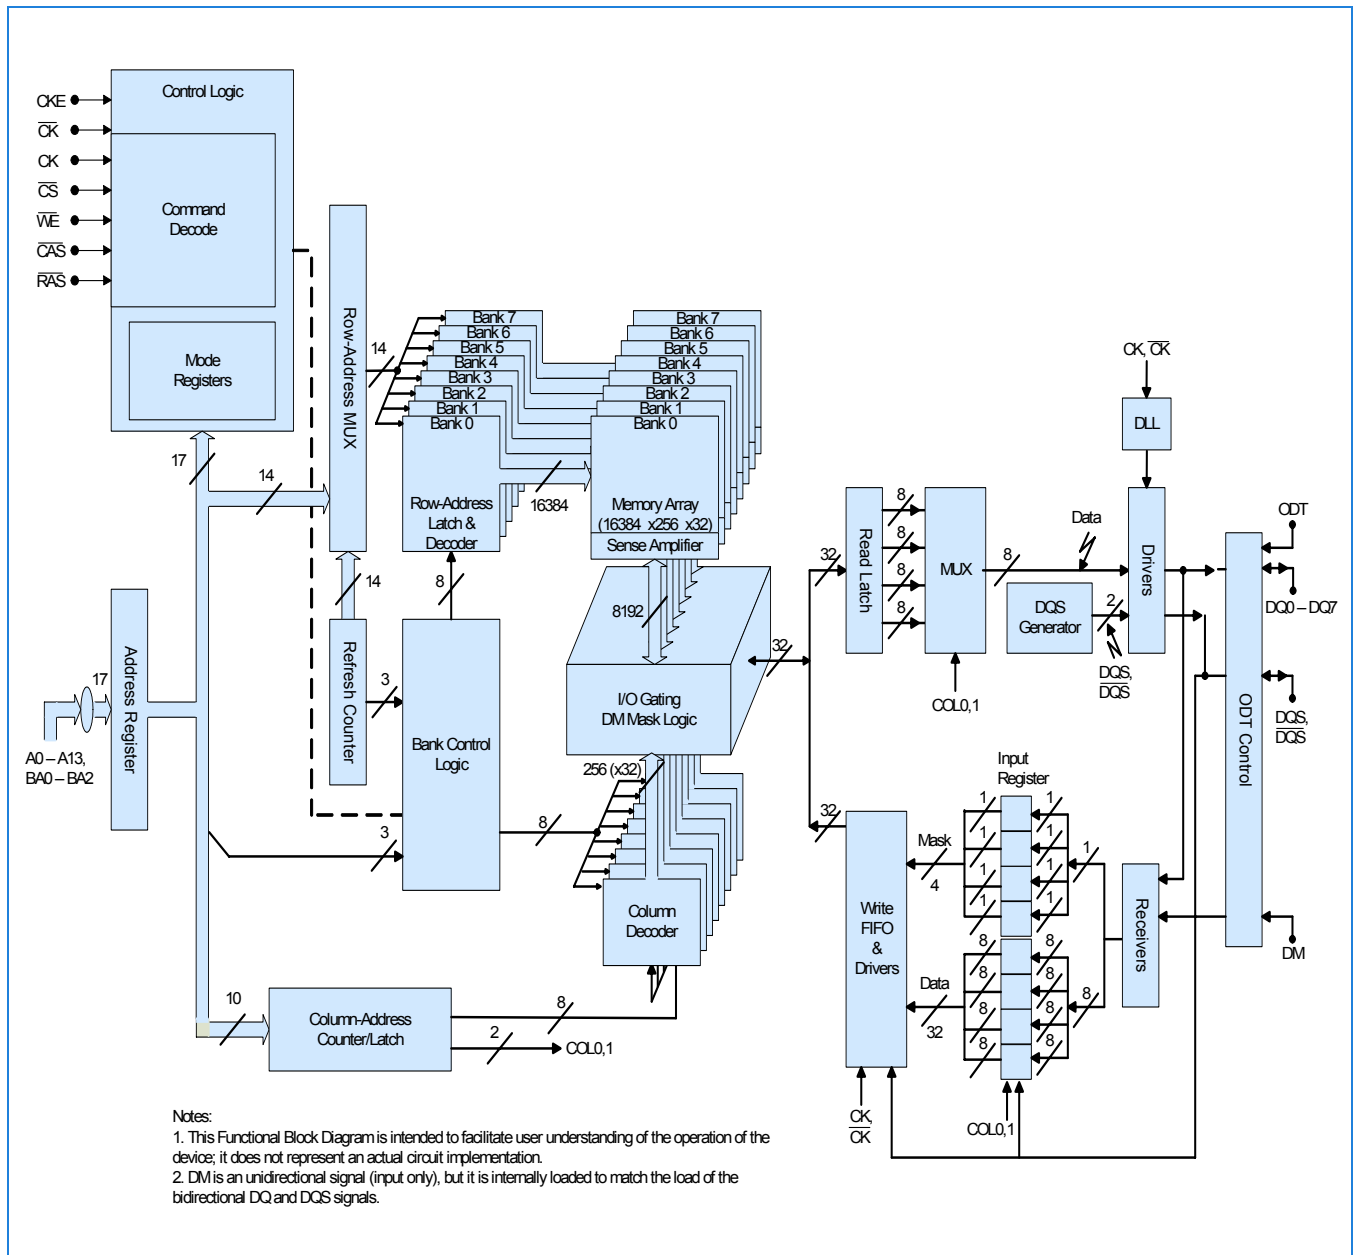 Control Logic
CKE
C̅K̅
CK
C̅S̅
W̅E̅
C̅A̅S̅
R̅A̅S̅
Command
Decode
Mode
Registers
17
14
Row-Address MUX
14
14
Refresh Counter
3
Address Register
17
A0 – A13,
BA0 – BA2
Bank 7
Bank 6
Bank 5
Bank 4
Bank 3
Bank 2
Bank 1
Bank 0
Row-Address
Latch &
Decoder
8
16384
Bank 7
Bank 6
Bank 5
Bank 4
Bank 3
Bank 2
Bank 1
Bank 0
Memory Array
(16384 x256 x32)
Sense Amplifier
8192
I/O Gating
DM Mask Logic
32
Bank Control
Logic
3
8
256 (x32)
Column
Decoder
10
Column-Address
Counter/Latch
8
2
COL0,1
32
Read Latch
8
8
8
8
MUX
COL0,1
8
Data
CK, C̅K̅
DLL
Drivers
DQS
Generator
2
DQS,
D̅Q̅S̅
ODT
DQ0 – DQ7
ODT Control
DQS,
D̅Q̅S̅
DM
32
Write
FIFO
&
Drivers
CK,
C̅K̅
Mask
4
Data
32
Input
Register
1
1
1
1
1
1
1
1
8
8
8
8
8
8
8
8
1
8
Receivers
COL0,1
Notes:
1. This Functional Block Diagram is intended to facilitate user understanding of the operation of the
device; it does not represent an actual circuit implementation.
2. DM is an unidirectional signal (input only), but it is internally loaded to match the load of the
bidirectional DQ and DQS signals.